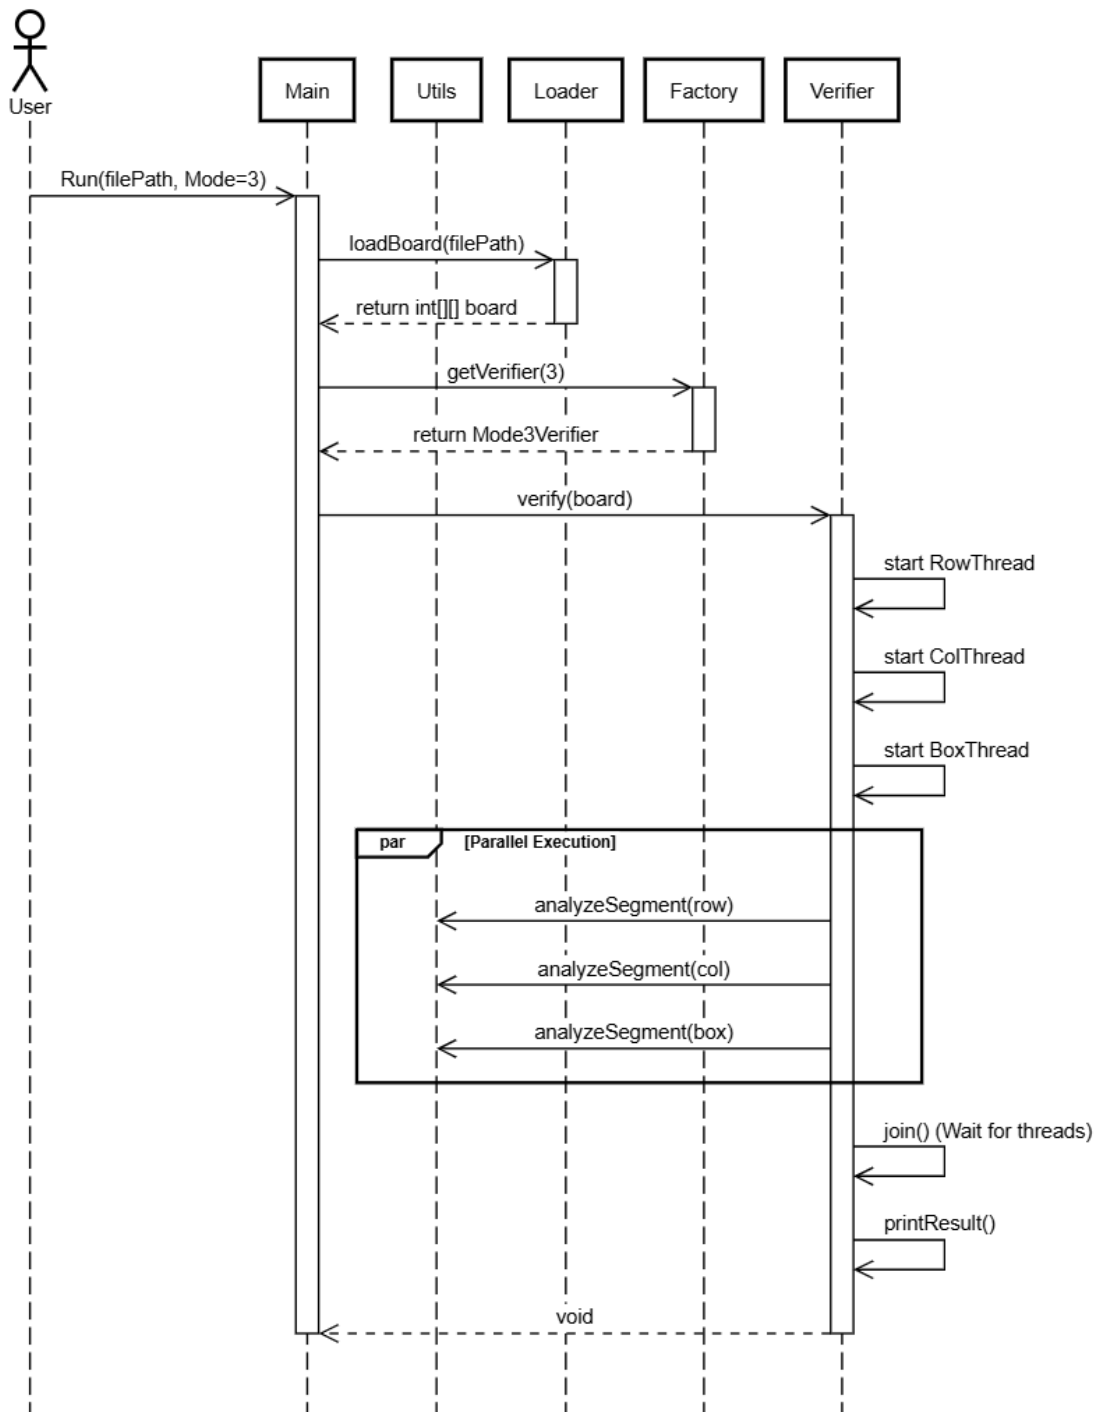 User
Main
Utils
Loader
Factory
Verifier
Run(filePath, Mode=3)
loadBoard(filePath)
return int[][] board
getVerifier(3)
return Mode3Verifier
verify(board)
start RowThread
start ColThread
start BoxThread
par
[Parallel Execution]
analyzeSegment(row)
analyzeSegment(col)
analyzeSegment(box)
join() (Wait for threads)
printResult()
void